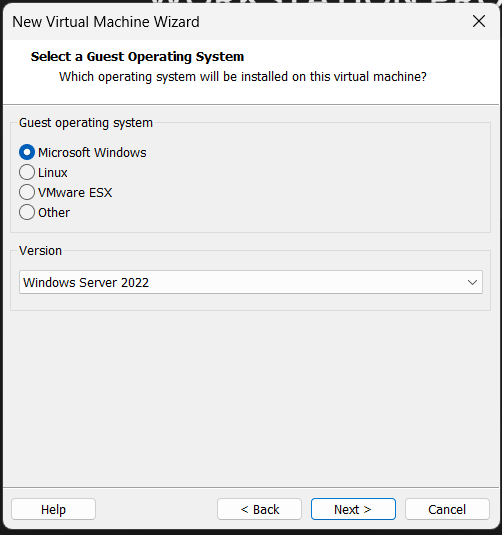 New Virtual Machine Wizard
Select a Guest Operating System
Which operating system will be installed on this virtual machine?
Guest operating system
Microsoft Windows
Linux
VMware ESX
Other
Version
Windows Server 2022
Help
< Back
Next >
Cancel